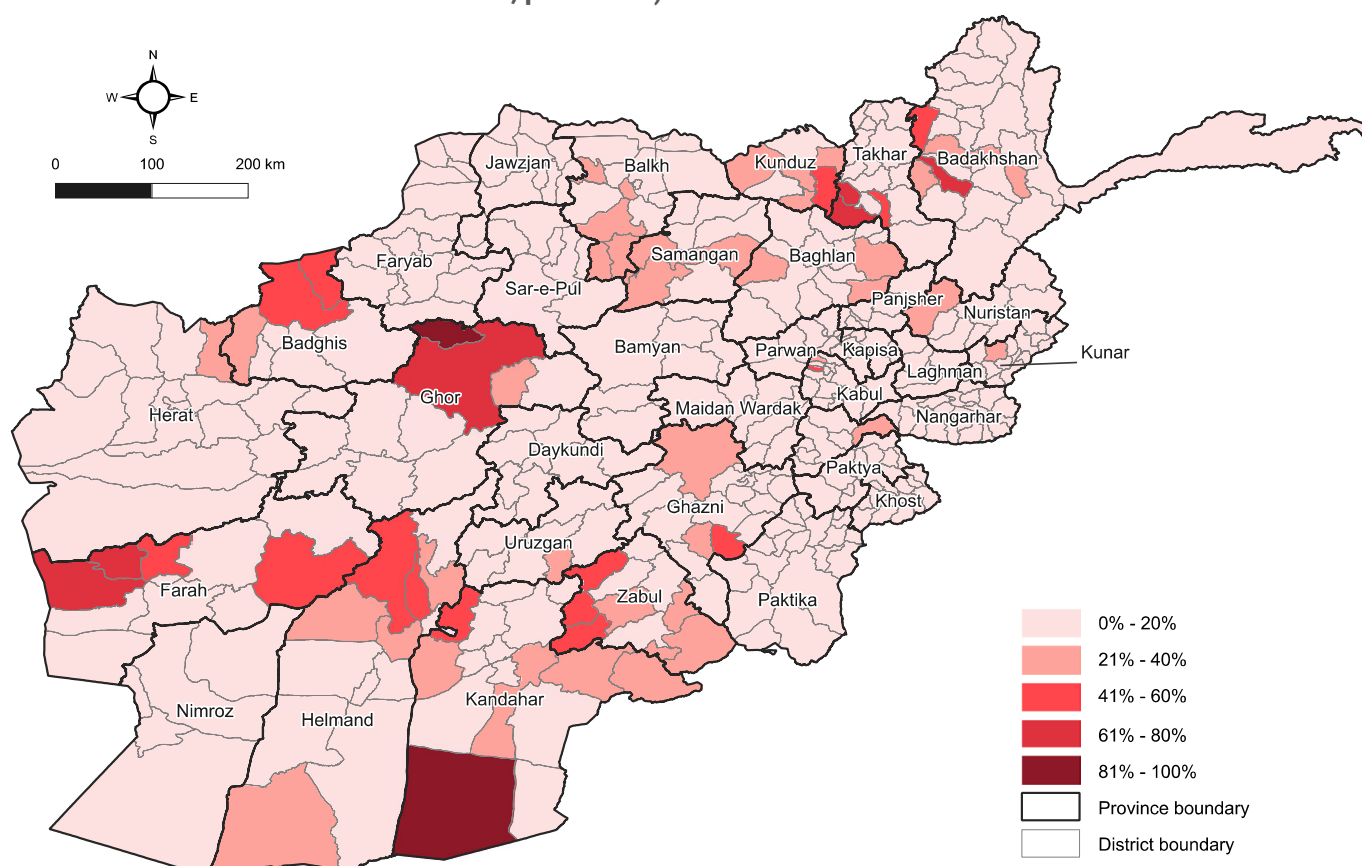 N
W E
S
0 100 200 km
Jawzjan
Balkh
Kunduz
Takhar
Badakhshan
Faryab
Samangan
Baghlan
Sar-e-Pul
Panjsher
Nuristan
Badghis
Bamyan
Parwan
Kapisa
Kunar
Laghman
Ghor
Kabul
Herat
Maidan Wardak
Nangarhar
Daykundi
Paktya
Khost
Ghazni
Uruzgan
Farah
Zabul
Paktika
Kandahar
Nimroz
Helmand
0% - 20%
21% - 40%
41% - 60%
61% - 80%
81% - 100%
Province boundary
District boundary